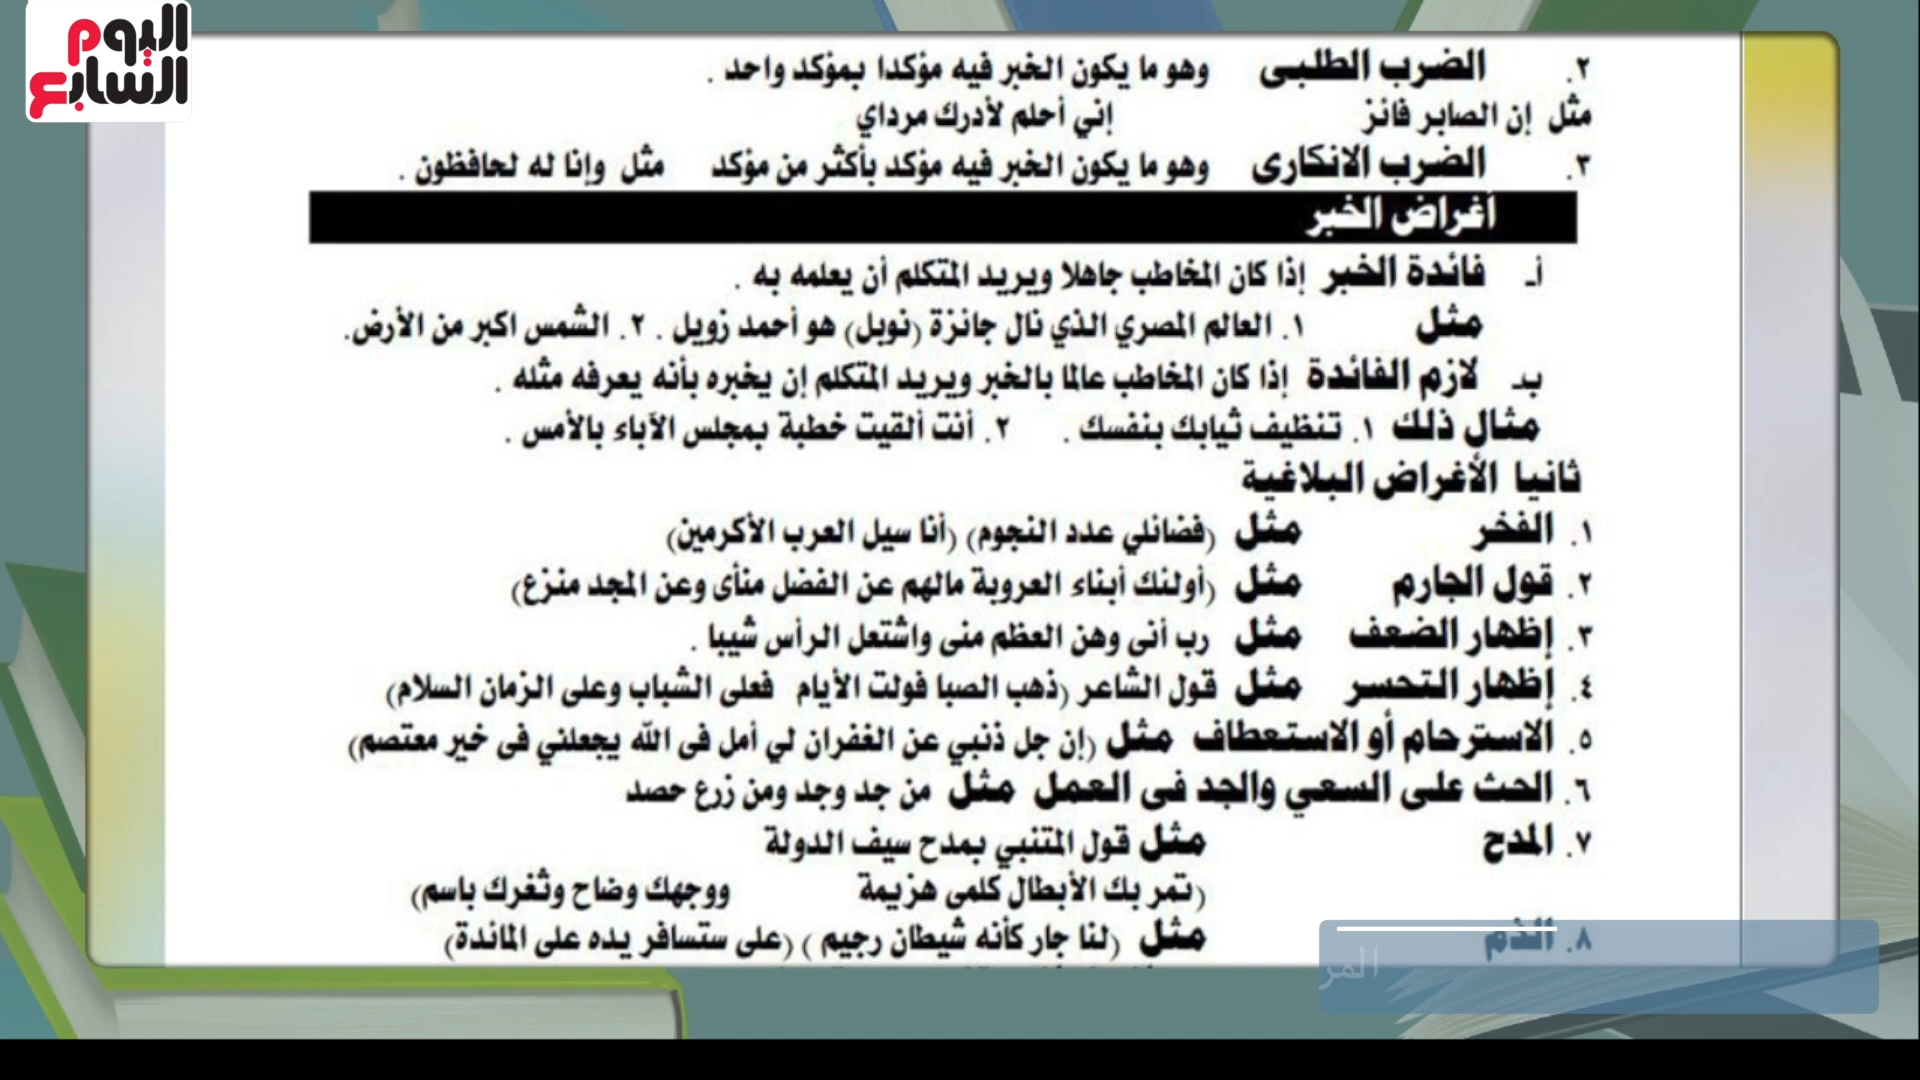 اليوم
السابع
٢. الضرب الطلبى وهو ما يكون الخبر فيه مؤكدا بمؤكد واحد .
مثل إن الصابر فائز إني أحلم لأدرك مرداي
٣. الضرب الانكارى وهو ما يكون الخبر فيه مؤكد بأكثر من مؤكد مثل وإنا له لحافظون .
أغراض الخبر
أـ فائدة الخبر إذا كان المخاطب جاهلا ويريد المتكلم أن يعلمه به .
مثل ١. العالم المصري الذي نال جائزة (نوبل) هو أحمد زويل . ٢. الشمس اكبر من الأرض.
بـ لازم الفائدة إذا كان المخاطب عالما بالخبر ويريد المتكلم إن يخبره بأنه يعرفه مثله .
مثال ذلك ١. تنظيف ثيابك بنفسك . ٢. أنت ألقيت خطبة بمجلس الآباء بالأمس .
ثانيا الأغراض البلاغية
١. الفخر مثل (فضائلي عدد النجوم) (أنا سيل العرب الأكرمين)
٢. قول الجارم مثل (أولئك أبناء العروبة مالهم عن الفضل منأى وعن المجد منزع)
٣. إظهار الضعف مثل رب أنى وهن العظم منى واشتعل الرأس شيبا .
٤. إظهار التحسر مثل قول الشاعر (ذهب الصبا فولت الأيام فعلى الشباب وعلى الزمان السلام)
٥. الاسترحام أو الاستعطاف مثل (إن جل ذنبي عن الغفران لي أمل فى الله يجعلني فى خير معتصم)
٦. الحث على السعي والجد فى العمل مثل من جد وجد ومن زرع حصد
٧. المدح مثل قول المتنبي بمدح سيف الدولة
(تمر بك الأبطال كلمى هزيمة ووجهك وضاح وثغرك باسم)
٨. الذم مثل (لنا جار كأنه شيطان رجيم ) (على ستسافر يده على المائدة)
المر